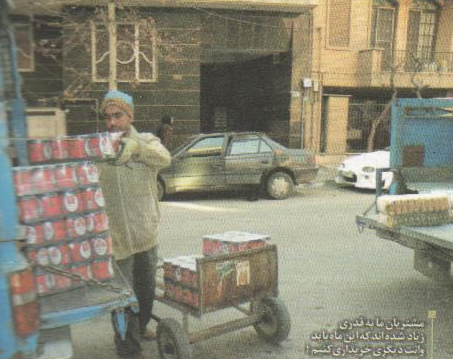 مشتریان ما به قدری
زیاد شده اند که این ماه باید
وانت دیگری خریداری کنیم !